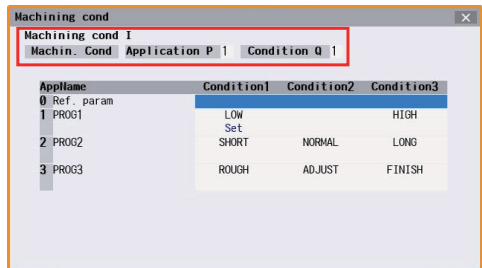 Machining cond
Machining cond I
Machin. Cond Application P 1 Condition Q 1
AppName Condition1 Condition2 Condition3
0 Ref. param
1 PROG1 LOW HIGH
Set
2 PROG2 SHORT NORMAL LONG
3 PROG3 ROUGH ADJUST FINISH